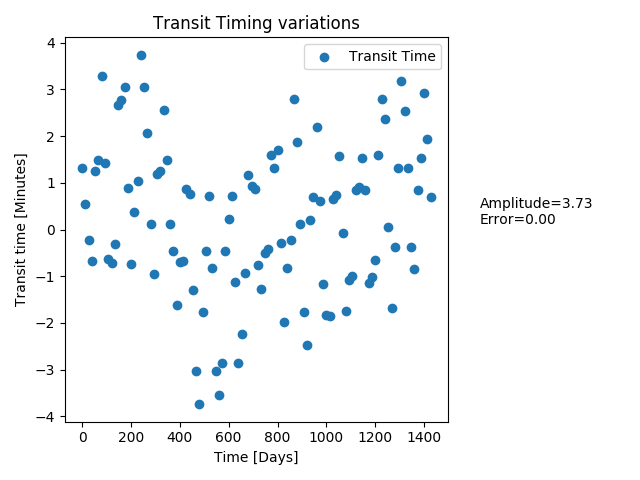 Transit Timing variations
Transit Time
4
3
2
1
0
−1
−2
−3
−4
Transit time [Minutes]
Amplitude=3.73
Error=0.00
0 200 400 600 800 1000 1200 1400
Time [Days]